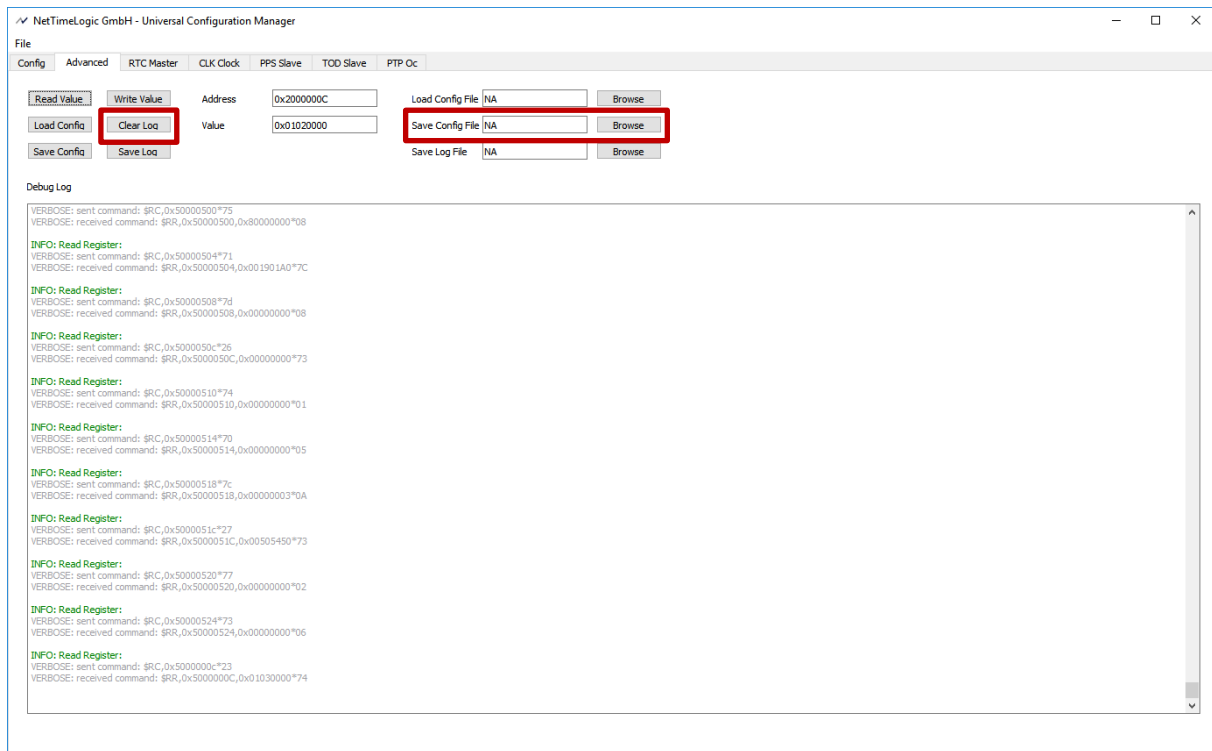 NetTimeLogic GmbH - Universal Configuration Manager
File
Config Advanced RTC Master CLK Clock PPS Slave TOD Slave PTP Oc
Read Value Write Value Address 0x2000000C Load Config File NA Browse
Load Config Clear Log Value 0x01020000 Save Config File NA Browse
Save Config Save Log Save Log File NA Browse
Debug Log
VERBOSE: sent command: $RC,0x50000500*75
VERBOSE: received command: $RR,0x50000500,0x80000000*08
INFO: Read Register:
VERBOSE: sent command: $RC,0x50000504*71
VERBOSE: received command: $RR,0x50000504,0x001901A0*7C
INFO: Read Register:
VERBOSE: sent command: $RC,0x50000508*7d
VERBOSE: received command: $RR,0x50000508,0x00000000*08
INFO: Read Register:
VERBOSE: sent command: $RC,0x5000050c*26
VERBOSE: received command: $RR,0x5000050C,0x00000000*73
INFO: Read Register:
VERBOSE: sent command: $RC,0x50000510*74
VERBOSE: received command: $RR,0x50000510,0x00000000*01
INFO: Read Register:
VERBOSE: sent command: $RC,0x50000514*70
VERBOSE: received command: $RR,0x50000514,0x00000000*05
INFO: Read Register:
VERBOSE: sent command: $RC,0x50000518*7c
VERBOSE: received command: $RR,0x50000518,0x00000003*0A
INFO: Read Register:
VERBOSE: sent command: $RC,0x5000051c*27
VERBOSE: received command: $RR,0x5000051C,0x00505450*73
INFO: Read Register:
VERBOSE: sent command: $RC,0x50000520*77
VERBOSE: received command: $RR,0x50000520,0x00000000*02
INFO: Read Register:
VERBOSE: sent command: $RC,0x50000524*73
VERBOSE: received command: $RR,0x50000524,0x00000000*06
INFO: Read Register:
VERBOSE: sent command: $RC,0x5000000c*23
VERBOSE: received command: $RR,0x5000000C,0x01030000*74